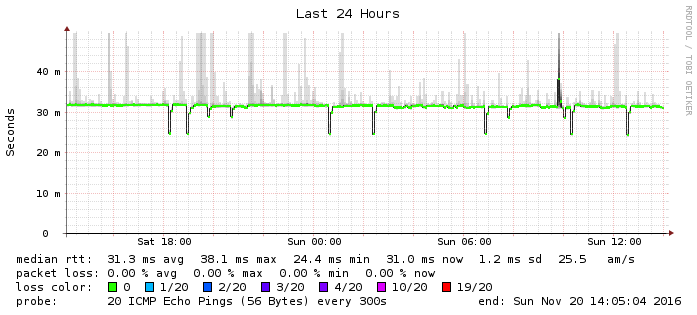 Last 24 Hours
RRDTOOL / TOBI OETIKER
Seconds
40 m
30 m
20 m
10 m
0
Sat 18:00 Sun 00:00 Sun 06:00 Sun 12:00
median rtt: 31.3 ms avg 38.1 ms max 24.4 ms min 31.0 ms now 1.2 ms sd 25.5 am/s
packet loss: 0.00 % avg 0.00 % max 0.00 % min 0.00 % now
loss color: 0 1/20 2/20 3/20 4/20 10/20 19/20
probe: 20 ICMP Echo Pings (56 Bytes) every 300s end: Sun Nov 20 14:05:04 2016